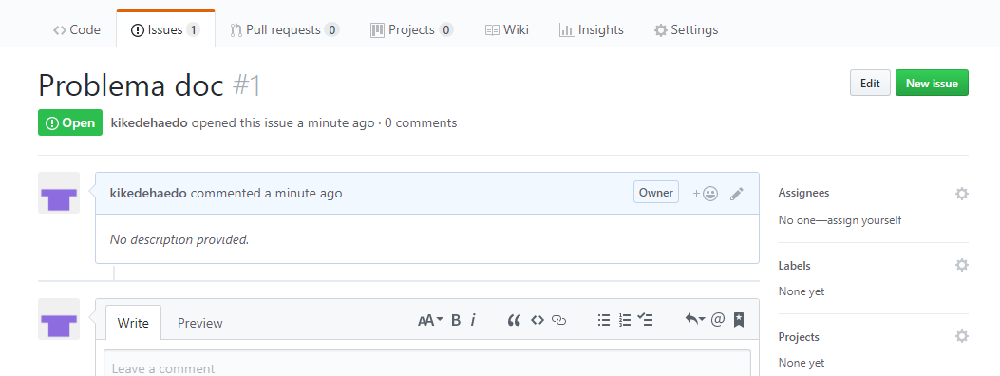 Code Issues 1 Pull requests 0 Projects 0 Wiki Insights Settings
Problema doc #1
Edit New issue
Open kikedehaedo opened this issue a minute ago · 0 comments
kikedehaedo commented a minute ago Owner
No description provided.
Assignees
No one—assign yourself
Labels
None yet
Projects
None yet
Write Preview AA B i
Leave a comment